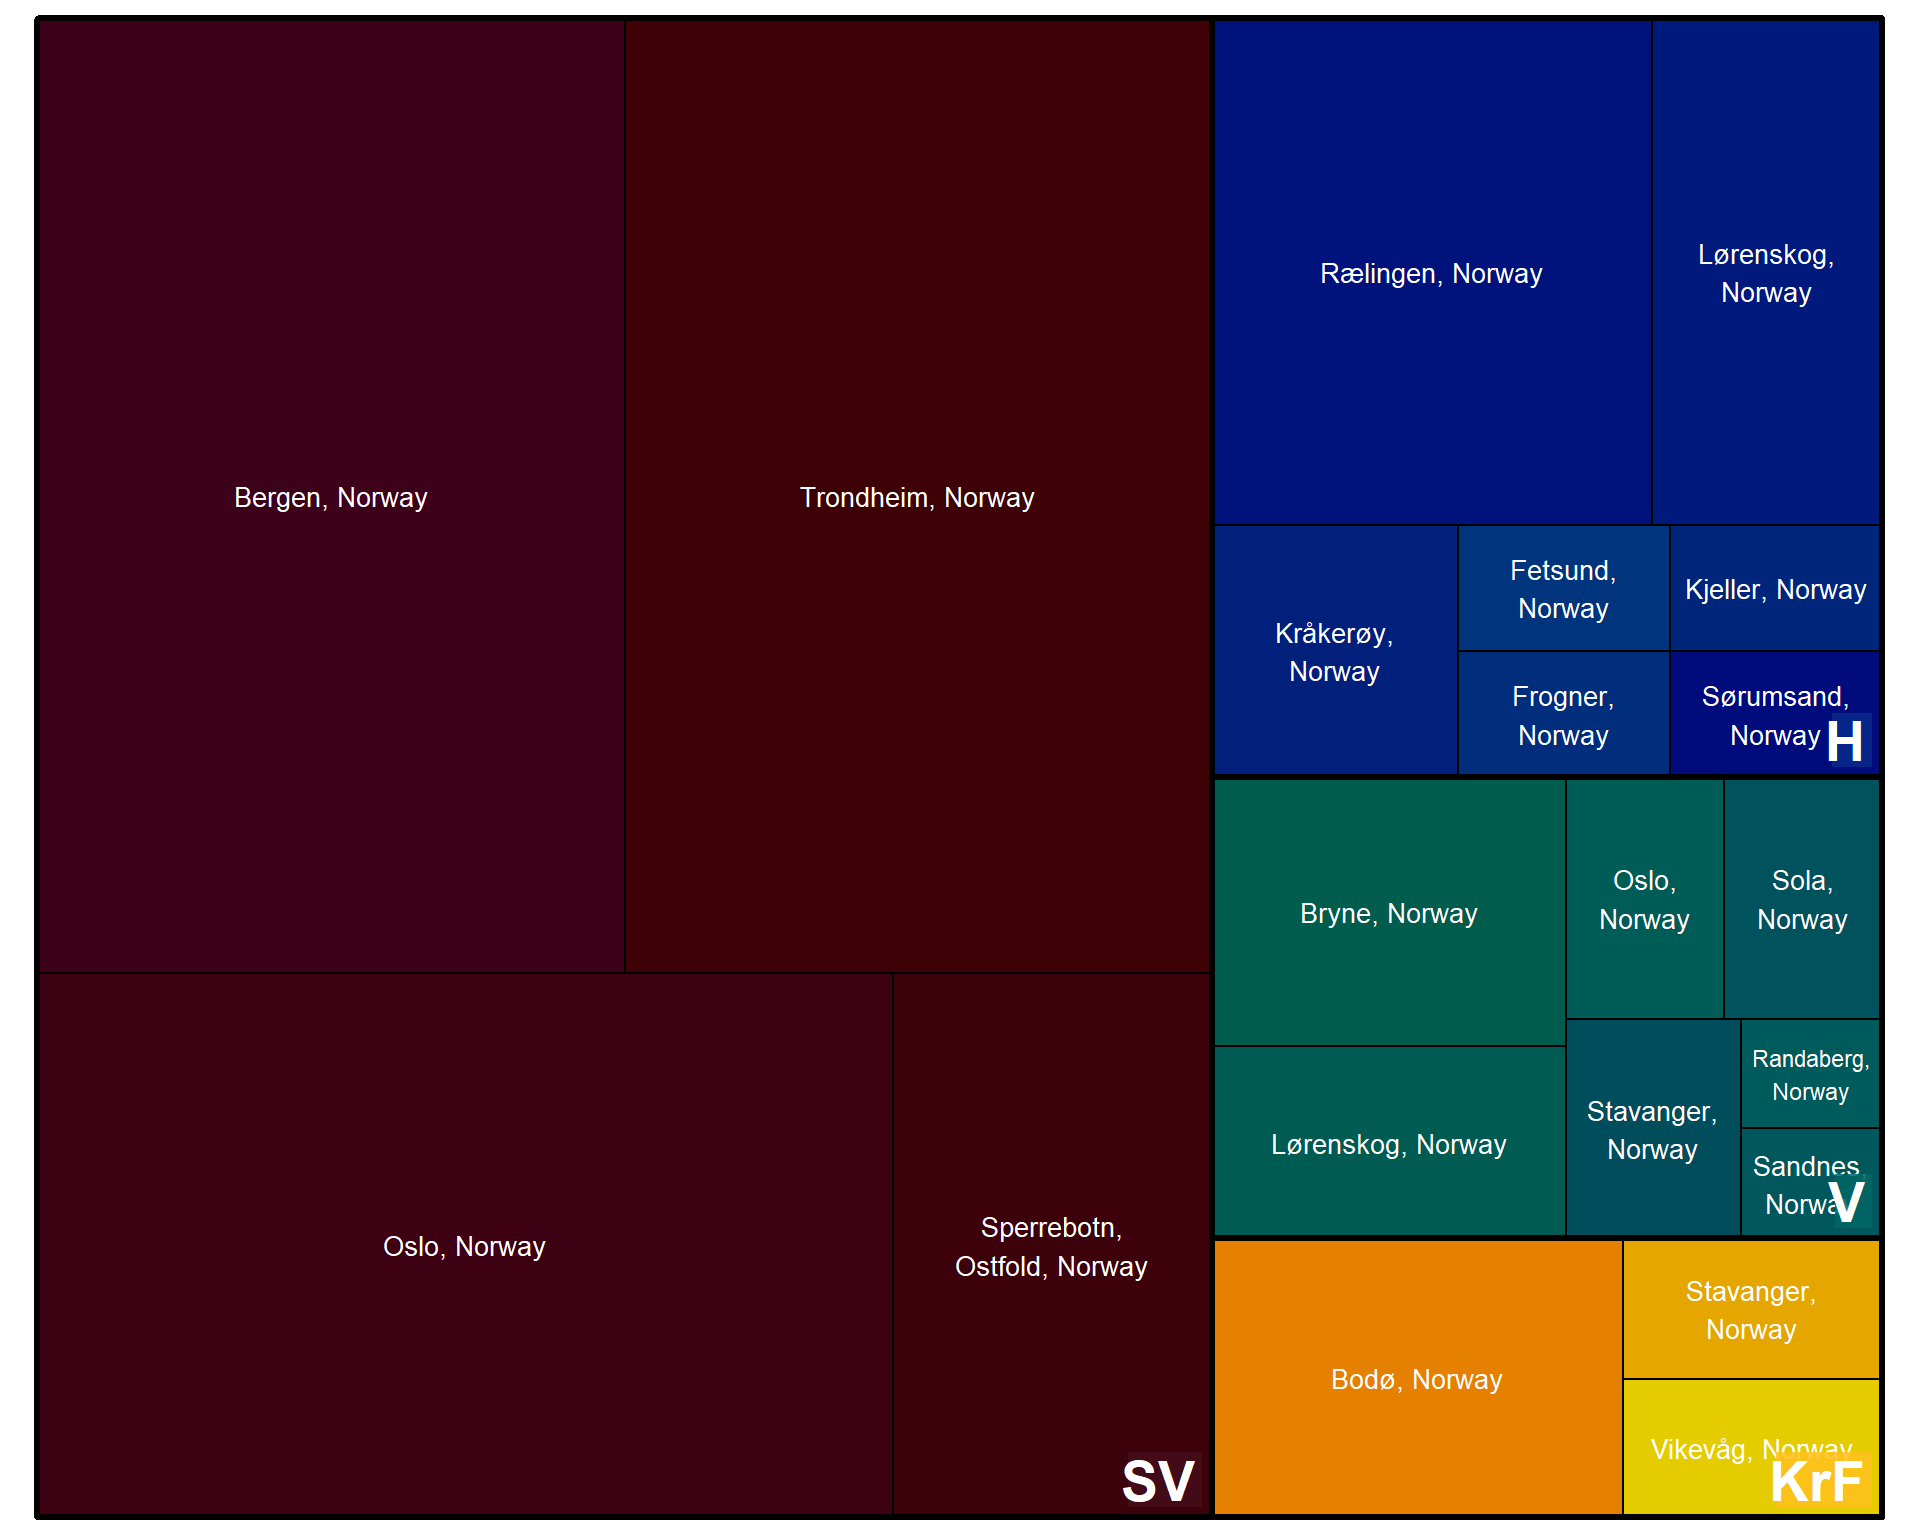 Bergen, Norway
Trondheim, Norway
Oslo, Norway
Sperrebotn,
Ostfold, Norway
SV
Rælingen, Norway
Lørenskog,
Norway
Kråkerøy,
Norway
Fetsund,
Norway
Kjeller, Norway
Frogner,
Norway
Sørumsand,
Norway
H
Bryne, Norway
Oslo,
Norway
Sola,
Norway
Lørenskog, Norway
Stavanger,
Norway
Randaberg,
Norway
Sandnes,
Norway
V
Bodø, Norway
Stavanger,
Norway
Vikevåg, Norway
KrF